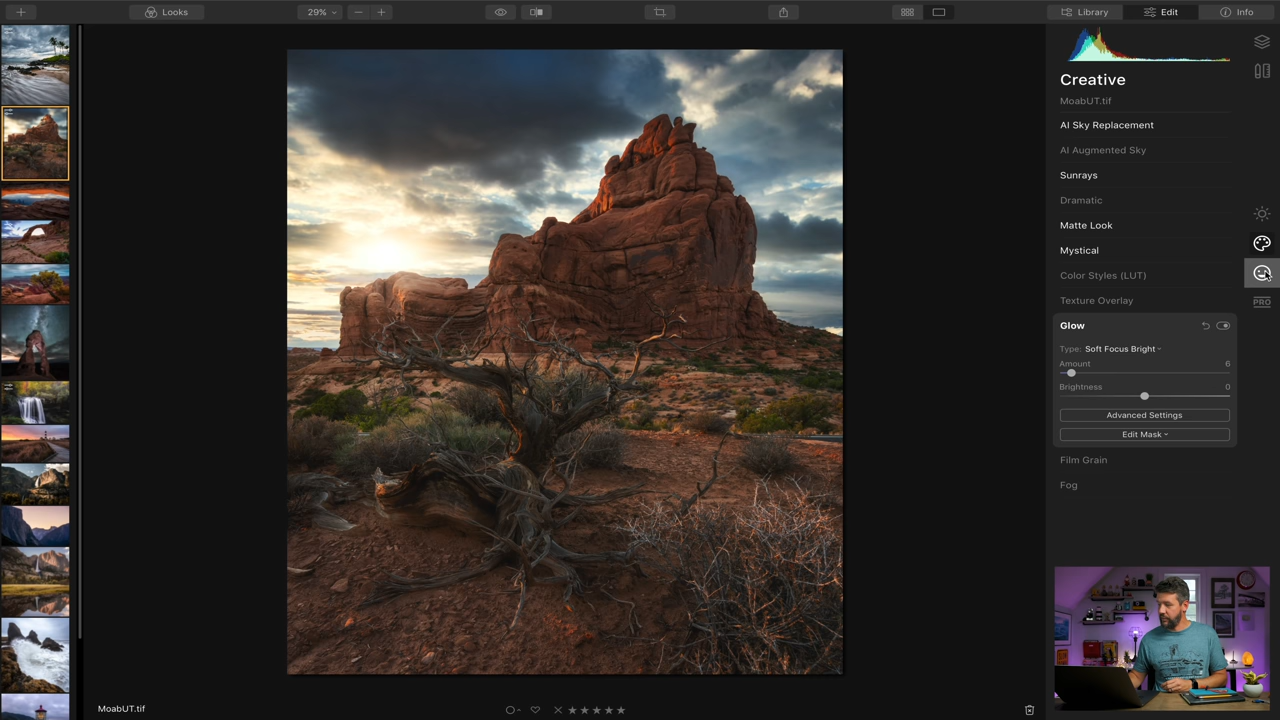 Looks
29%
Library
Edit
Info
Creative
MoabUT.tif
AI Sky Replacement
AI Augmented Sky
Sunrays
Dramatic
Matte Look
Mystical
Color Styles (LUT)
Texture Overlay
PRO
Glow
Type: Soft Focus Bright
Amount 6
Brightness 0
Advanced Settings
Edit Mask
Film Grain
Fog
MoabUT.tif